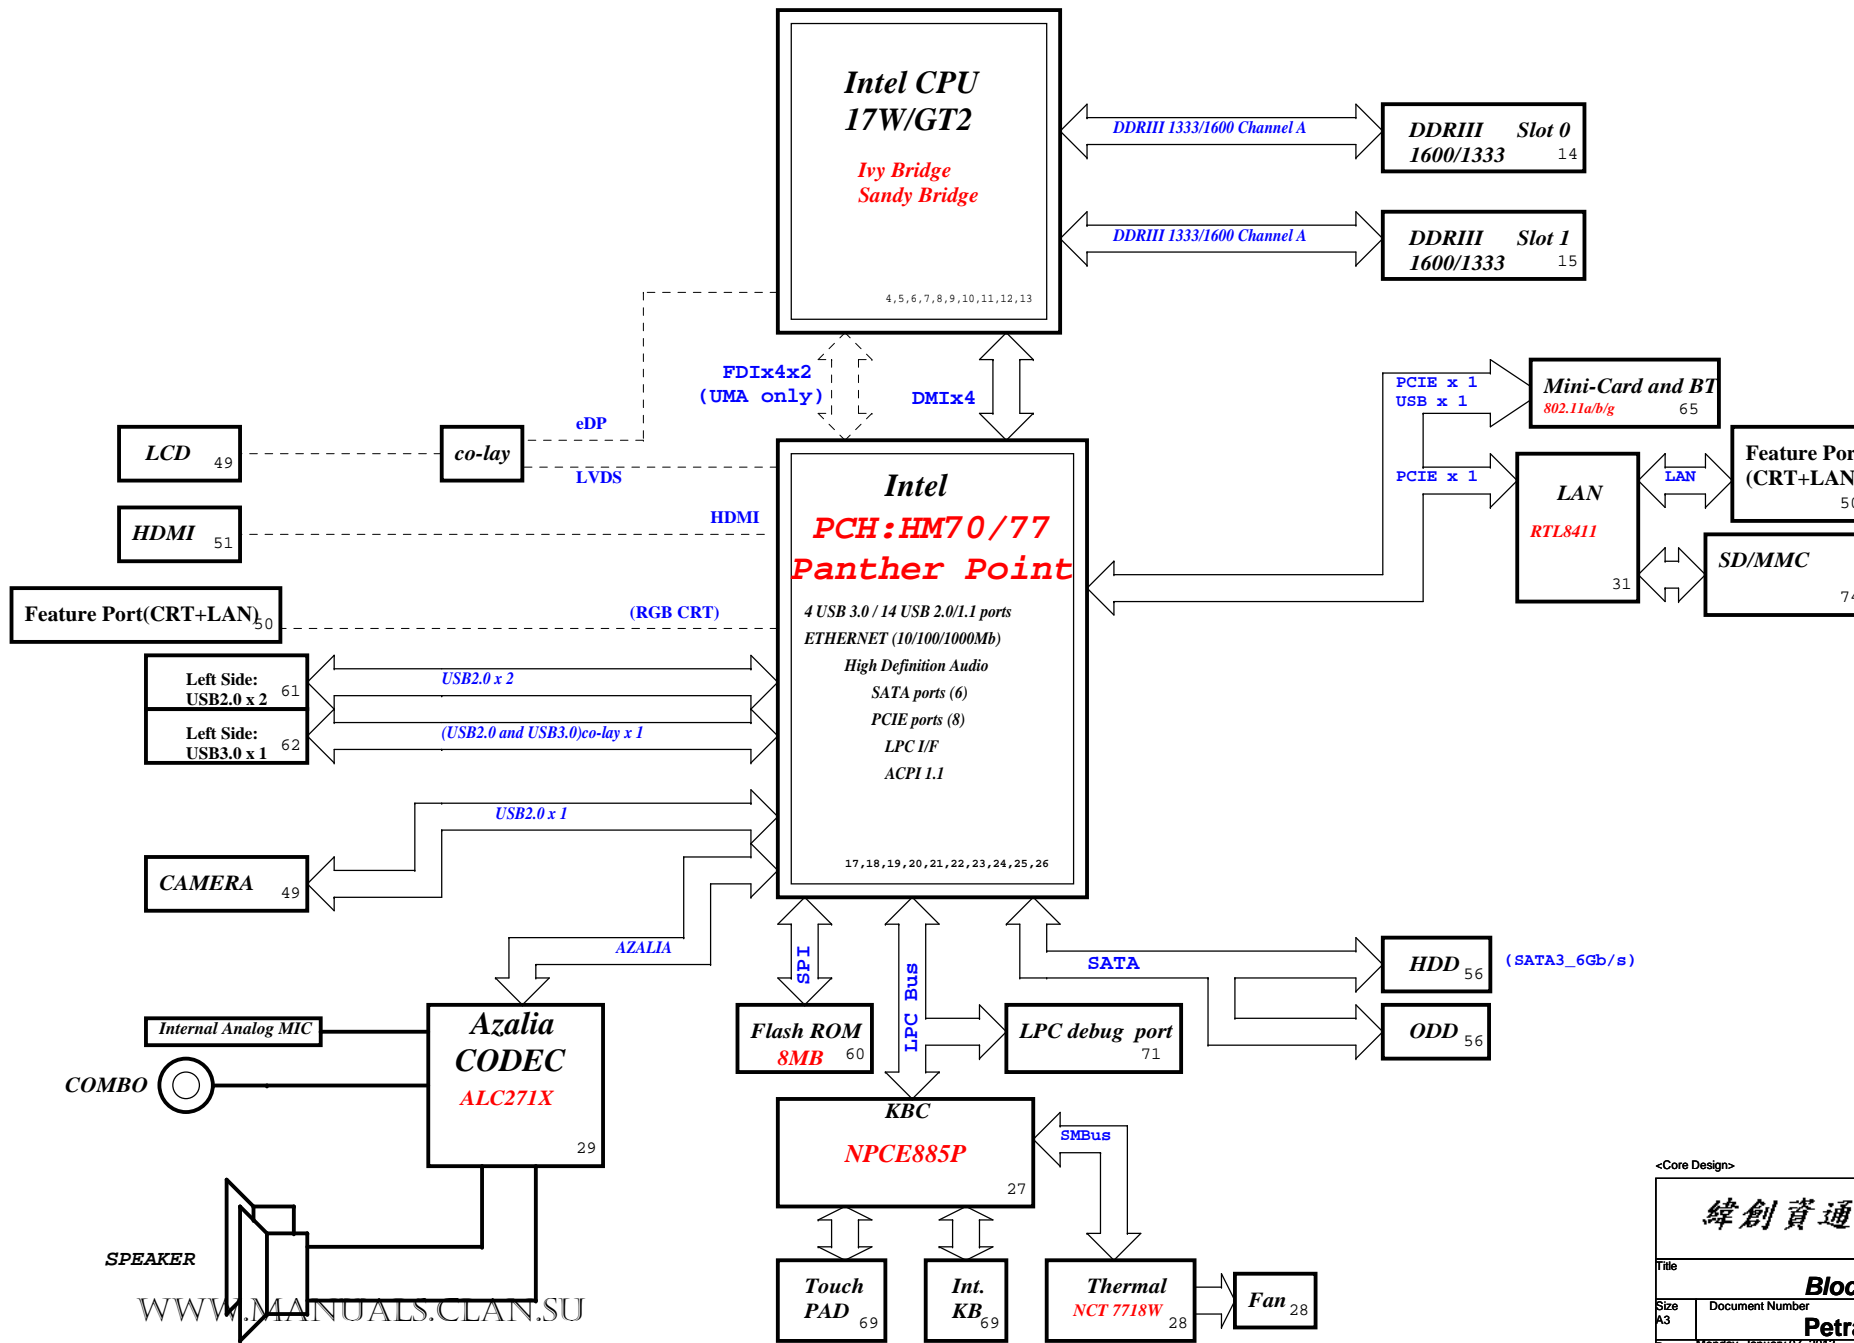 Intel CPU
17W/GT2
Ivy Bridge
Sandy Bridge
4,5,6,7,8,9,10,11,12,13
DDRIII 1333/1600 Channel A
DDRIII Slot 0
1600/1333 14
DDRIII 1333/1600 Channel A
DDRIII Slot 1
1600/1333 15
FDIx4x2
(UMA only)
DMIx4
PCIE x 1
USB x 1
Mini-Card and BT
802.11a/b/g 65
PCIE x 1
LAN
RTL8411
31
LAN
Feature Por
(CRT+LAN
50
SD/MMC
74
LCD 49
co-lay
eDP
LVDS
HDMI 51
HDMI
Feature Port(CRT+LAN) 50
(RGB CRT)
Intel
PCH:HM70/77
Panther Point
4 USB 3.0 / 14 USB 2.0/1.1 ports
ETHERNET (10/100/1000Mb)
High Definition Audio
SATA ports (6)
PCIE ports (8)
LPC I/F
ACPI 1.1
17,18,19,20,21,22,23,24,25,26
Left Side:
USB2.0 x 2 61
USB2.0 x 2
Left Side:
USB3.0 x 1 62
(USB2.0 and USB3.0)co-lay x 1
USB2.0 x 1
CAMERA 49
AZALIA
SPI
LPC Bus
SATA
HDD 56
(SATA3_6Gb/s)
ODD 56
Flash ROM
8MB 60
LPC debug port
71
Internal Analog MIC
COMBO
Azalia
CODEC
ALC271X
29
SPEAKER
KBC
NPCE885P
27
SMBus
Touch
PAD 69
Int.
KB 69
Thermal
NCT 7718W
28
Fan 28
WWW.MANUALS.CLAN.SU
<Core Design>
緯創資通
Title
Bloc
Size
A3
Document Number
Petra